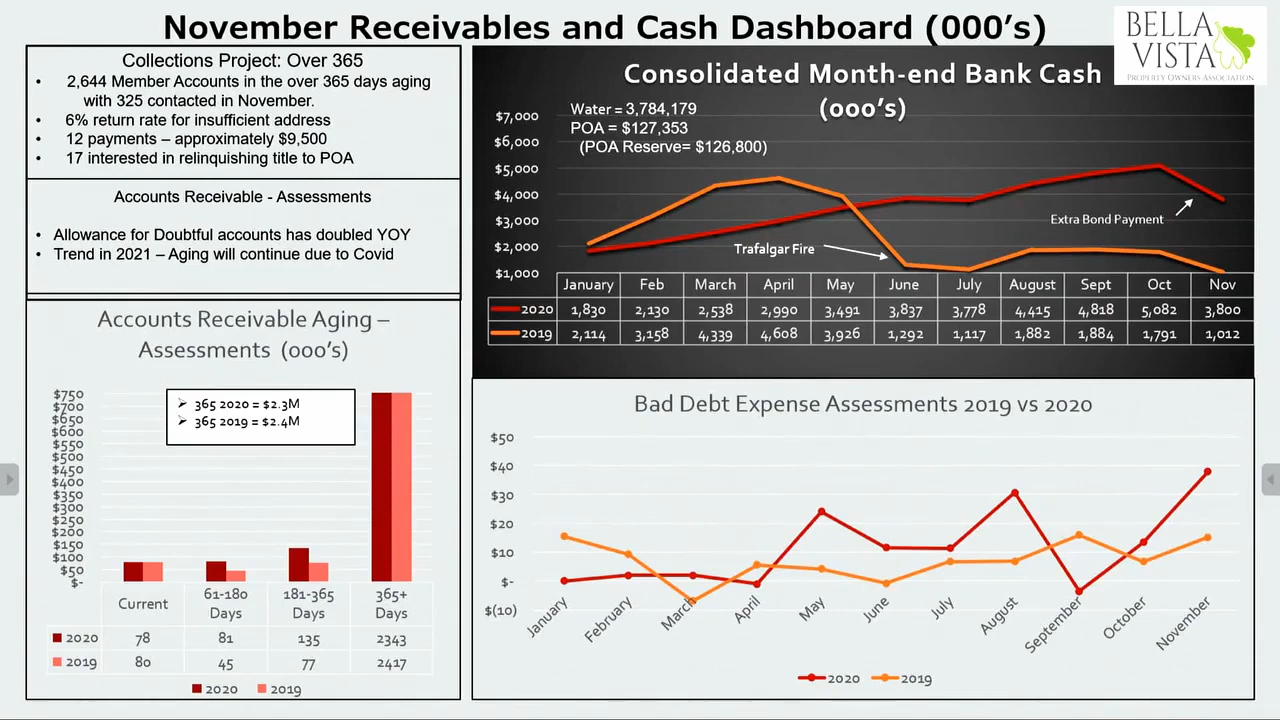 November Receivables and Cash Dashboard (000's)
BELLA
VISTA
PROPERTY OWNERS ASSOCIATION
Collections Project: Over 365
• 2,644 Member Accounts in the over 365 days aging
with 325 contacted in November.
• 6% return rate for insufficient address
• 12 payments – approximately $9,500
• 17 interested in relinquishing title to POA
Accounts Receivable - Assessments
• Allowance for Doubtful accounts has doubled YOY
• Trend in 2021 – Aging will continue due to Covid
Accounts Receivable Aging –
Assessments (000's)
$750
$700
$650
$600
$550
$500
$450
$400
$350
$300
$250
$200
$150
$100
$50
$-
➢ 365 2020 = $2.3M
➢ 365 2019 = $2.4M
Current 61-180 Days 181-365 Days 365+ Days
2020 78 81 135 2343
2019 80 45 77 2417
2020 2019
Consolidated Month-end Bank Cash
(000's)
Water = 3,784,179
POA = $127,353
(POA Reserve= $126,800)
$7,000
$6,000
$5,000
$4,000
$3,000
$2,000
$1,000
Extra Bond Payment
Trafalgar Fire
January Feb March April May June July August Sept Oct Nov
2020 1,830 2,130 2,538 2,990 3,491 3,837 3,778 4,415 4,818 5,082 3,800
2019 2,114 3,158 4,339 4,608 3,926 1,292 1,117 1,882 1,884 1,791 1,012
Bad Debt Expense Assessments 2019 vs 2020
$50
$40
$30
$20
$10
$-
$(10)
January February March April May June July August September October November
2020 2019